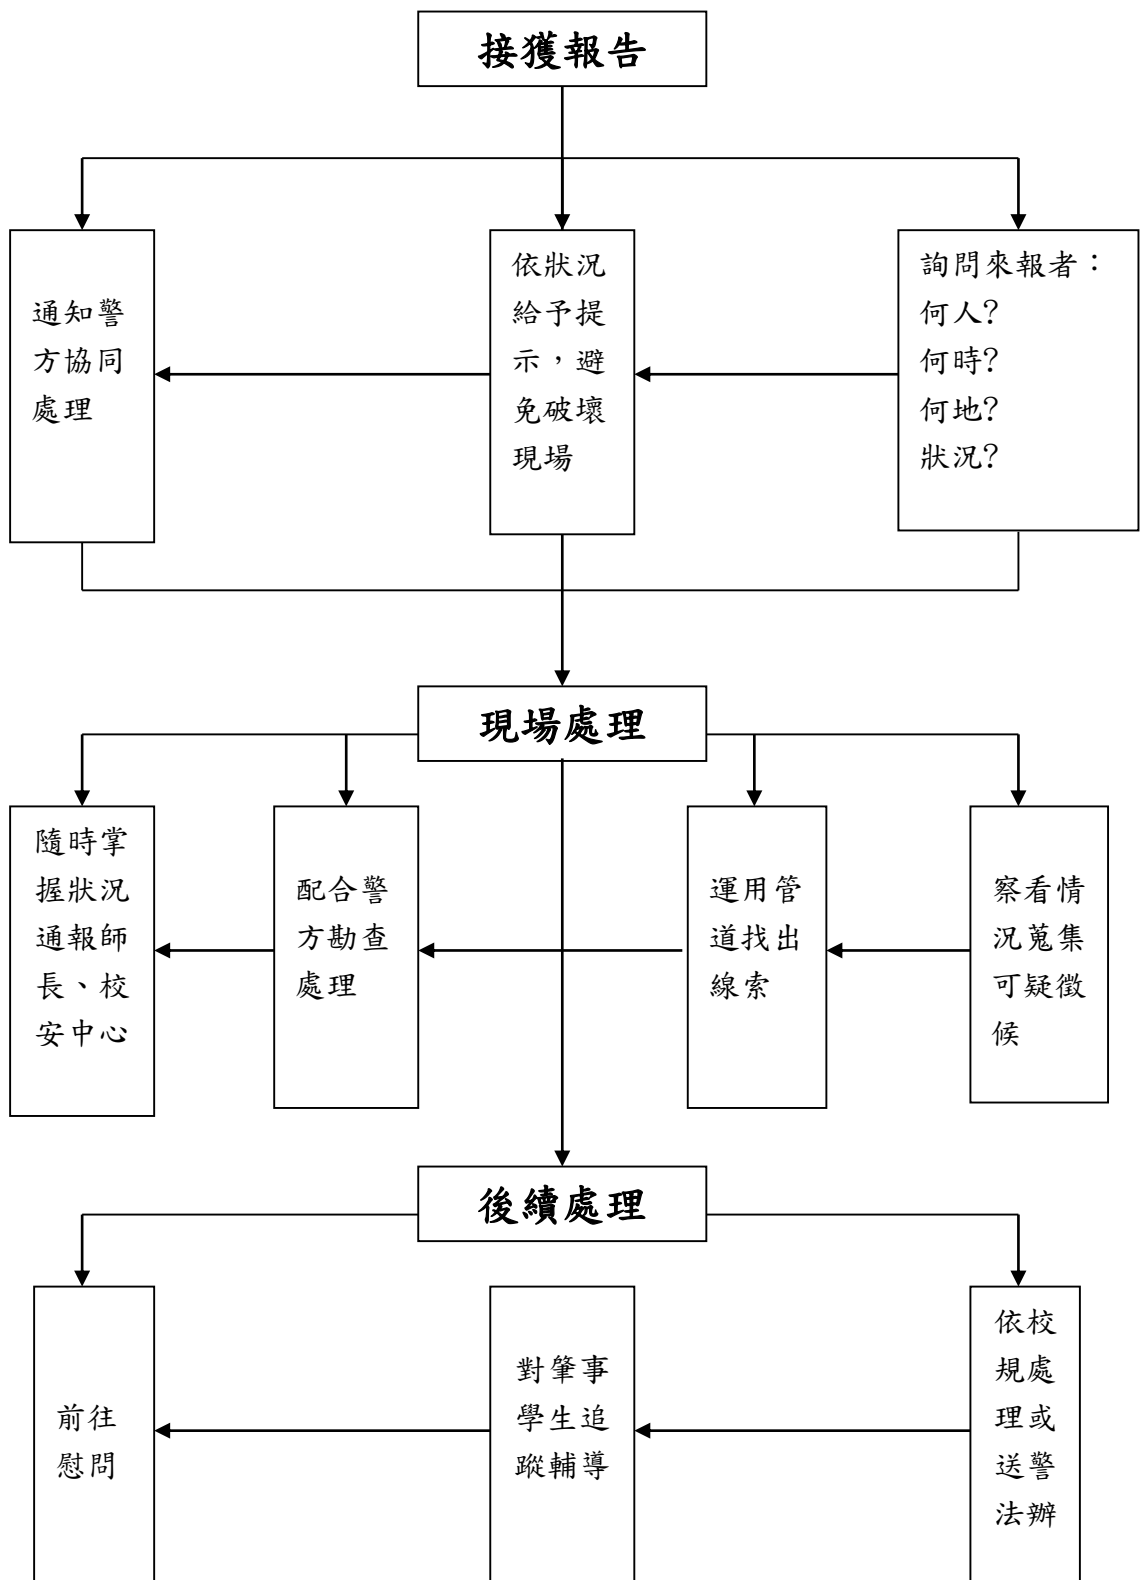 接獲報告
通知警
方協同
處理
依狀況
給予提
示，避
免破壞
現場
詢問來報者：
何人?
何時?
何地?
狀況?
現場處理
隨時掌
握狀況
通報師
長、校
安中心
配合警
方勘查
處理
運用管
道找出
線索
察看情
況蒐集
可疑徵
候
後續處理
前往
慰問
對肇事
學生追
蹤輔導
依校
規處
理或
送警
法辦